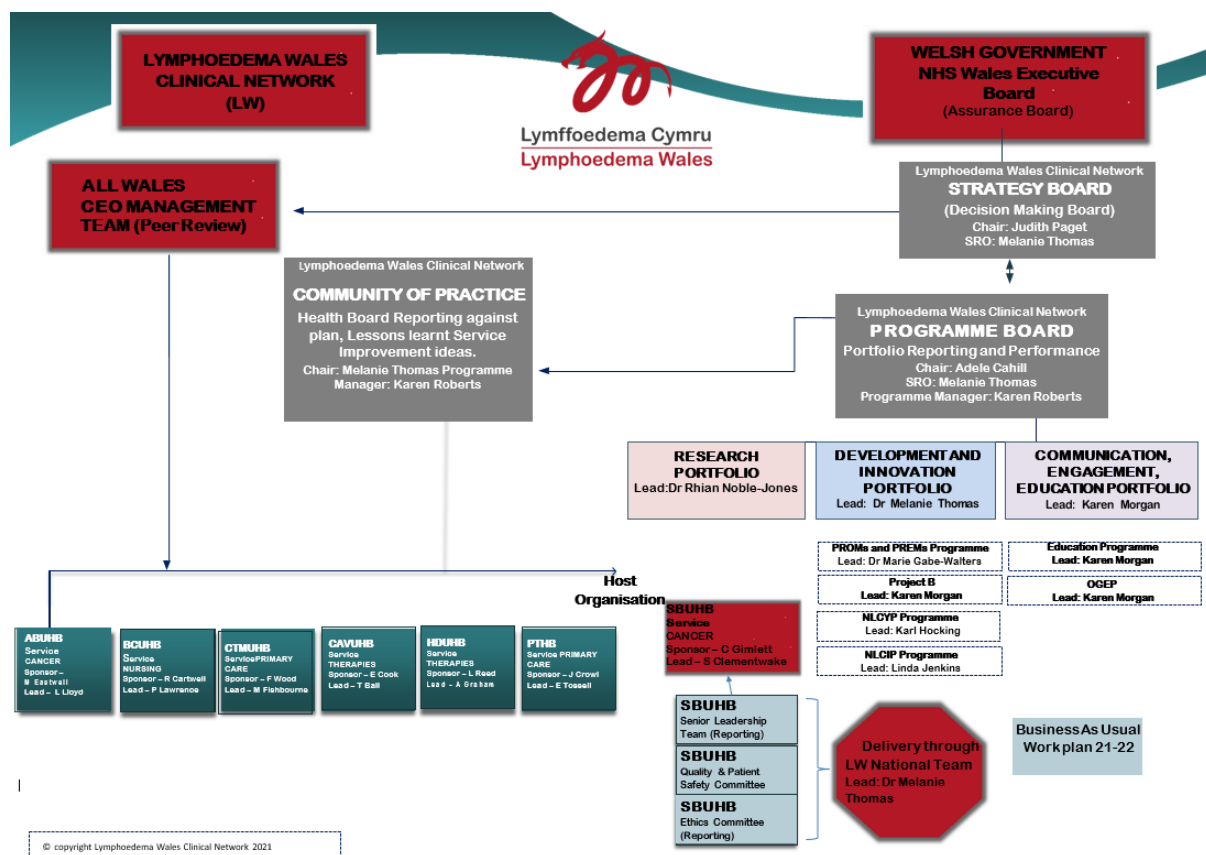 LYMPHOEDEMA WALES
CLINICAL NETWORK
(LW)
Lymffoedema Cymru
Lymphoedema Wales
WELSH GOVERNMENT
NHS Wales Executive
Board
(Assurance Board)
ALL WALES
CEO MANAGEMENT
TEAM (Peer Review)
Lymphoedema Wales Clinical Network
STRATEGY BOARD
(Decision Making Board)
Chair: Judith Paget
SRO: Melanie Thomas
Lymphoedema Wales Clinical Network
COMMUNITY OF PRACTICE
Health Board Reporting against
plan, Lessons learnt Service
Improvement ideas.
Chair: Melanie Thomas Programme
Manager: Karen Roberts
Lymphoedema Wales Clinical Network
PROGRAMME BOARD
Portfolio Reporting and Performance
Chair: Adele Cahill
SRO: Melanie Thomas
Programme Manager: Karen Roberts
RESEARCH
PORTFOLIO
Lead:Dr Rhian Noble-Jones
DEVELOPMENT AND
INNOVATION
PORTFOLIO
Lead: Dr Melanie Thomas
COMMUNICATION,
ENGAGEMENT,
EDUCATION PORTFOLIO
Lead: Karen Morgan
PROMs and PREMs Programme
Lead: Dr Marie Gabe-Walters
Project B
Lead: Karen Morgan
NLCYP Programme
Lead: Karl Hocking
NLCIP Programme
Lead: Linda Jenkins
Education Programme
Lead: Karen Morgan
OGEP
Lead: Karen Morgan
Host
Organisation
ABUHB
Service
CANCER
Sponsor –
M Eastwell
Lead – L Lloyd
BCUHB
Service
NURSING
Sponsor – R Cartwell
Lead – P Lawrence
CTMUHB
ServicePRIMARY
CARE
Sponsor – F Wood
Lead – M Fishbourne
CAVUHB
Service
THERAPIES
Sponsor – E Cook
Lead – T Ball
HDUHB
Service
THERAPIES
Sponsor – L Reed
Lead – A Graham
PTHB
Service PRIMARY
CARE
Sponsor – J Crowl
Lead – E Tossell
SBUHB
Service
CANCER
Sponsor – C Gimlett
Lead – S Clementwake
SBUHB
Senior Leadership
Team (Reporting)
SBUHB
Quality & Patient
Safety Committee
SBUHB
Ethics Committee
(Reporting)
Delivery through
LW National Team
Lead: Dr Melanie
Thomas
Business As Usual
Work plan 21-22
© copyright Lymphoedema Wales Clinical Network 2021